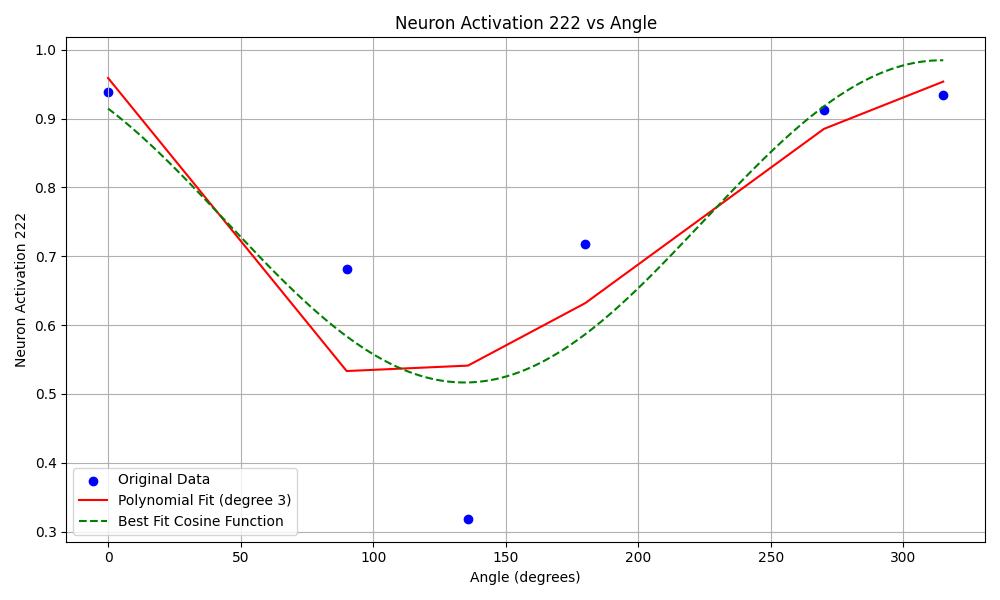 Neuron Activation 222 vs Angle
Neuron Activation 222
1.0
0.9
0.8
0.7
0.6
0.5
0.4
0.3
Original Data
Polynomial Fit (degree 3)
Best Fit Cosine Function
0 50 100 150 200 250 300
Angle (degrees)